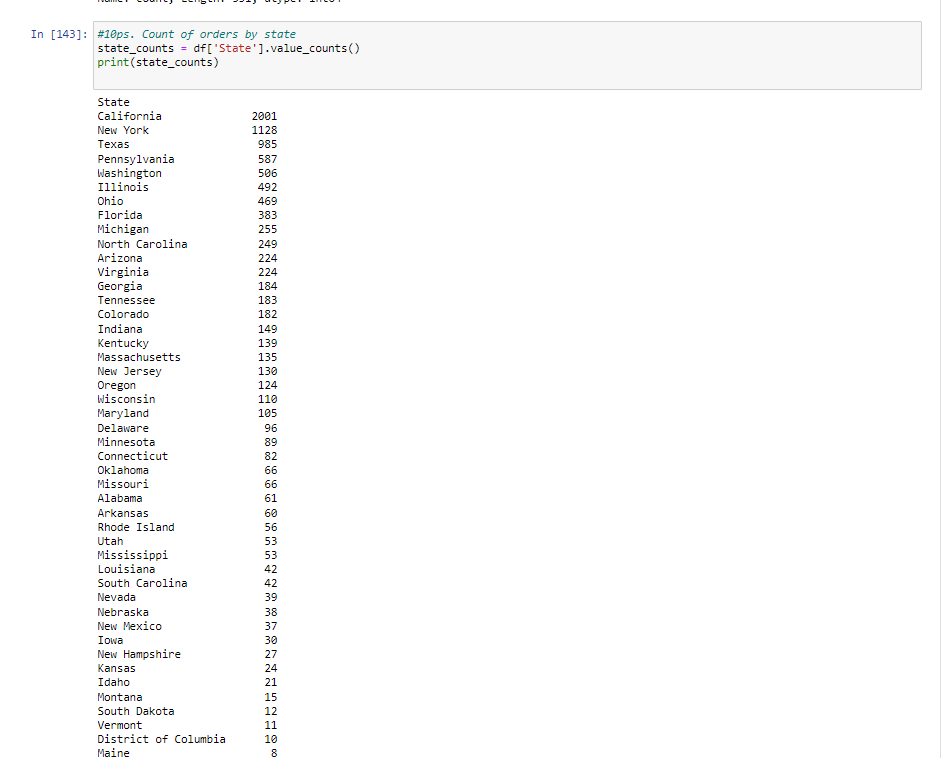 In [143]: #10ps. Count of orders by state
state_counts = df['State'].value_counts()
print(state_counts)
State
California 2001
New York 1128
Texas 985
Pennsylvania 587
Washington 506
Illinois 492
Ohio 469
Florida 383
Michigan 255
North Carolina 249
Arizona 224
Virginia 224
Georgia 184
Tennessee 183
Colorado 182
Indiana 149
Kentucky 139
Massachusetts 135
New Jersey 130
Oregon 124
Wisconsin 110
Maryland 105
Delaware 96
Minnesota 89
Connecticut 82
Oklahoma 66
Missouri 66
Alabama 61
Arkansas 60
Rhode Island 56
Utah 53
Mississippi 53
Louisiana 42
South Carolina 42
Nevada 39
Nebraska 38
New Mexico 37
Iowa 30
New Hampshire 27
Kansas 24
Idaho 21
Montana 15
South Dakota 12
Vermont 11
District of Columbia 10
Maine 8